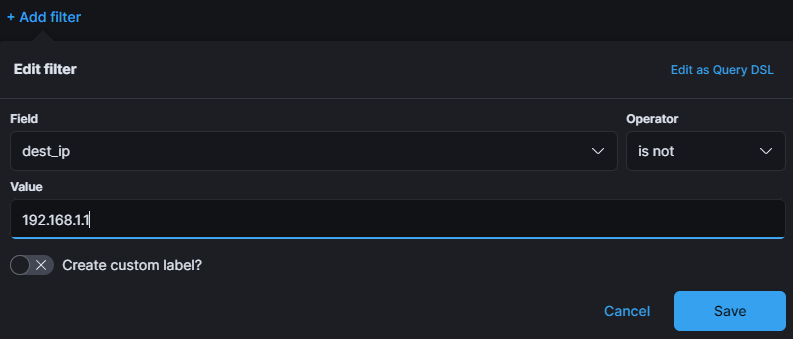 + Add filter
Edit filter Edit as Query DSL
Field Operator
dest_ip is not
Value
192.168.1.1
Create custom label?
Cancel Save